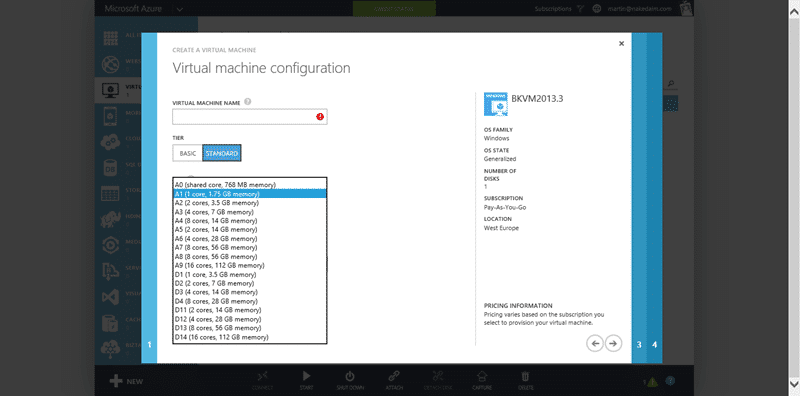 Microsoft Azure
Subscriptions
CREATE A VIRTUAL MACHINE
Virtual machine configuration
VIRTUAL MACHINE NAME
TIER
BASIC
STANDARD
A0 (shared core, 768 MB memory)
A1 (1 core, 1.75 GB memory)
A2 (2 cores, 3.5 GB memory)
A3 (4 cores, 7 GB memory)
A4 (8 cores, 14 GB memory)
A5 (2 cores, 14 GB memory)
A6 (4 cores, 28 GB memory)
A7 (8 cores, 56 GB memory)
A8 (8 cores, 56 GB memory)
A9 (16 cores, 112 GB memory)
D1 (1 core, 3.5 GB memory)
D2 (2 cores, 7 GB memory)
D3 (4 cores, 14 GB memory)
D4 (8 cores, 28 GB memory)
D11 (2 cores, 14 GB memory)
D12 (4 cores, 28 GB memory)
D13 (8 cores, 56 GB memory)
D14 (16 cores, 112 GB memory)
BKVM2013.3
OS FAMILY
Windows
OS STATE
Generalized
NUMBER OF
DISKS
1
SUBSCRIPTION
Pay-As-You-Go
LOCATION
West Europe
PRICING INFORMATION
Pricing varies based on the subscription you
select to provision your virtual machine.
1
3 4
NEW
CONNECT
START
SHUT DOWN
ATTACH
CAPTURE
DELETE
1